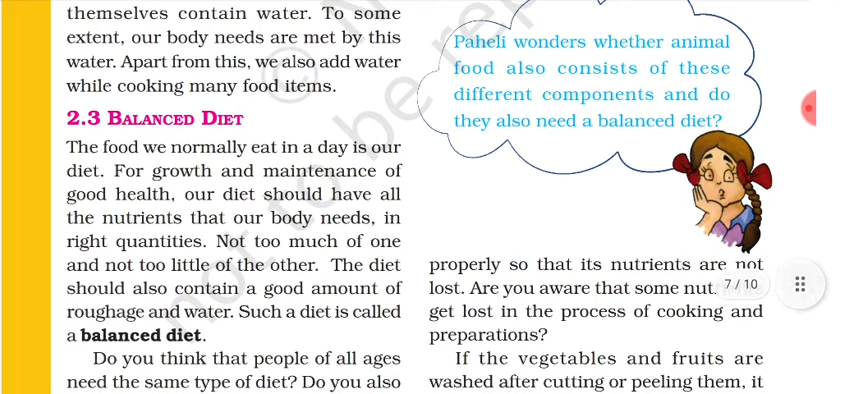 themselves contain water. To some
extent, our body needs are met by this
water. Apart from this, we also add water
while cooking many food items.
2.3 BALANCED DIET
The food we normally eat in a day is our
diet. For growth and maintenance of
good health, our diet should have all
the nutrients that our body needs, in
right quantities. Not too much of one
and not too little of the other. The diet
should also contain a good amount of
roughage and water. Such a diet is called
a balanced diet.
Do you think that people of all ages
need the same type of diet? Do you also
Paheli wonders whether animal
food also consists of these
different components and do
they also need a balanced diet?
properly so that its nutrients are not
lost. Are you aware that some
get lost in the process of cooking and
preparations?
If the vegetables and fruits are
washed after cutting or peeling them, it
7 / 10
© not to be rep